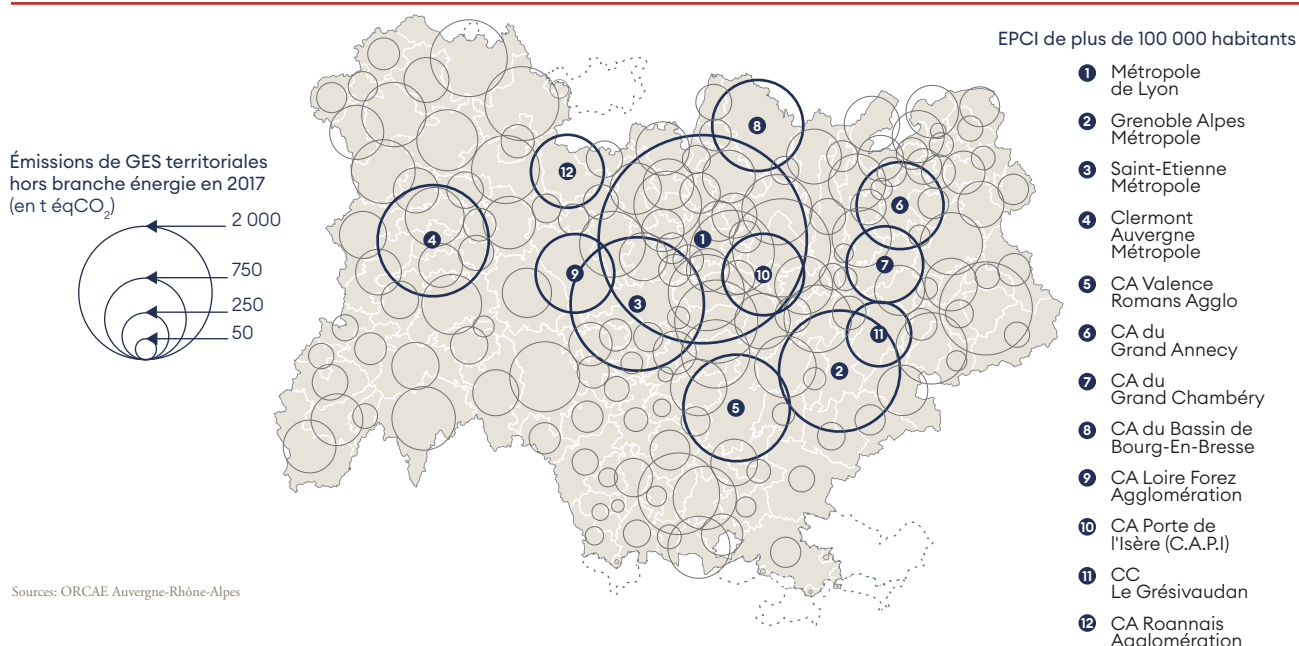 EPCI de plus de 100 000 habitants
1 Métropole
de Lyon
2 Grenoble Alpes
Métropole
3 Saint-Etienne
Métropole
4 Clermont
Auvergne
Métropole
5 CA Valence
Romans Agglo
6 CA du
Grand Annecy
7 CA du
Grand Chambéry
8 CA du Bassin de
Bourg-En-Bresse
9 CA Loire Forez
Agglomération
10 CA Porte de
l'Isère (C.A.P.I)
11 CC
Le Grésivaudan
12 CA Roannais
Agglomération
Émissions de GES territoriales
hors branche énergie en 2017
(en t éqCO2)
2 000
750
250
50
8
12
6
4
1
7
9
10
3
11
2
5
Sources: ORCAE Auvergne-Rhône-Alpes